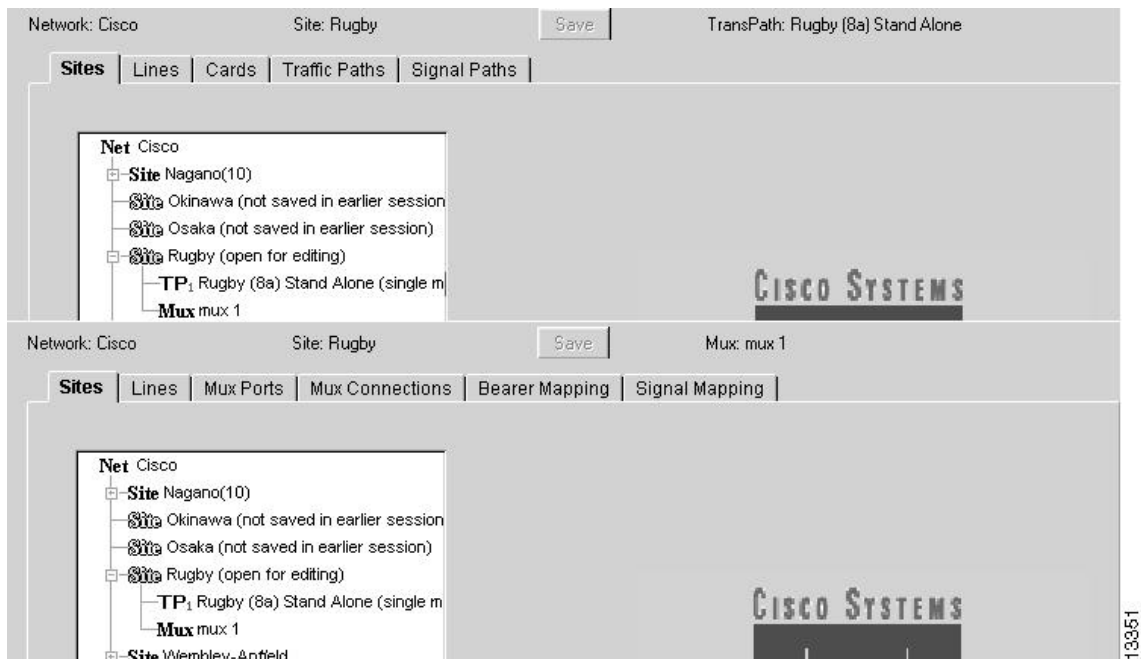 Network: Cisco Site: Rugby Save TransPath: Rugby (8a) Stand Alone
Sites Lines Cards Traffic Paths Signal Paths
Net Cisco
Site Nagano(10)
Site Okinawa (not saved in earlier session
Site Osaka (not saved in earlier session)
Site Rugby (open for editing)
TP1 Rugby (8a) Stand Alone (single m
Mux mux 1
CISCO SYSTEMS
Network: Cisco Site: Rugby Save Mux: mux 1
Sites Lines Mux Ports Mux Connections Bearer Mapping Signal Mapping
Net Cisco
Site Nagano(10)
Site Okinawa (not saved in earlier session
Site Osaka (not saved in earlier session)
Site Rugby (open for editing)
TP1 Rugby (8a) Stand Alone (single m
Mux mux 1
Site
CISCO SYSTEMS
13351